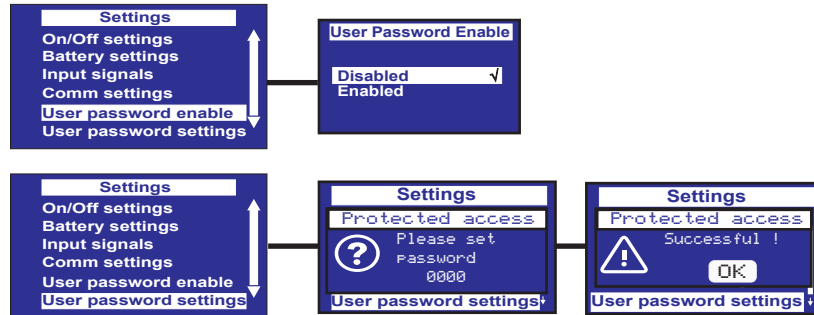 Settings
On/Off settings
Battery settings
Input signals
Comm settings
User password enable
User password settings
User Password Enable
Disabled √
Enabled
Settings
On/Off settings
Battery settings
Input signals
Comm settings
User password enable
User password settings
Settings
Protected access
Please set
password
0000
User password settings
Settings
Protected access
Successful !
OK
User password settings